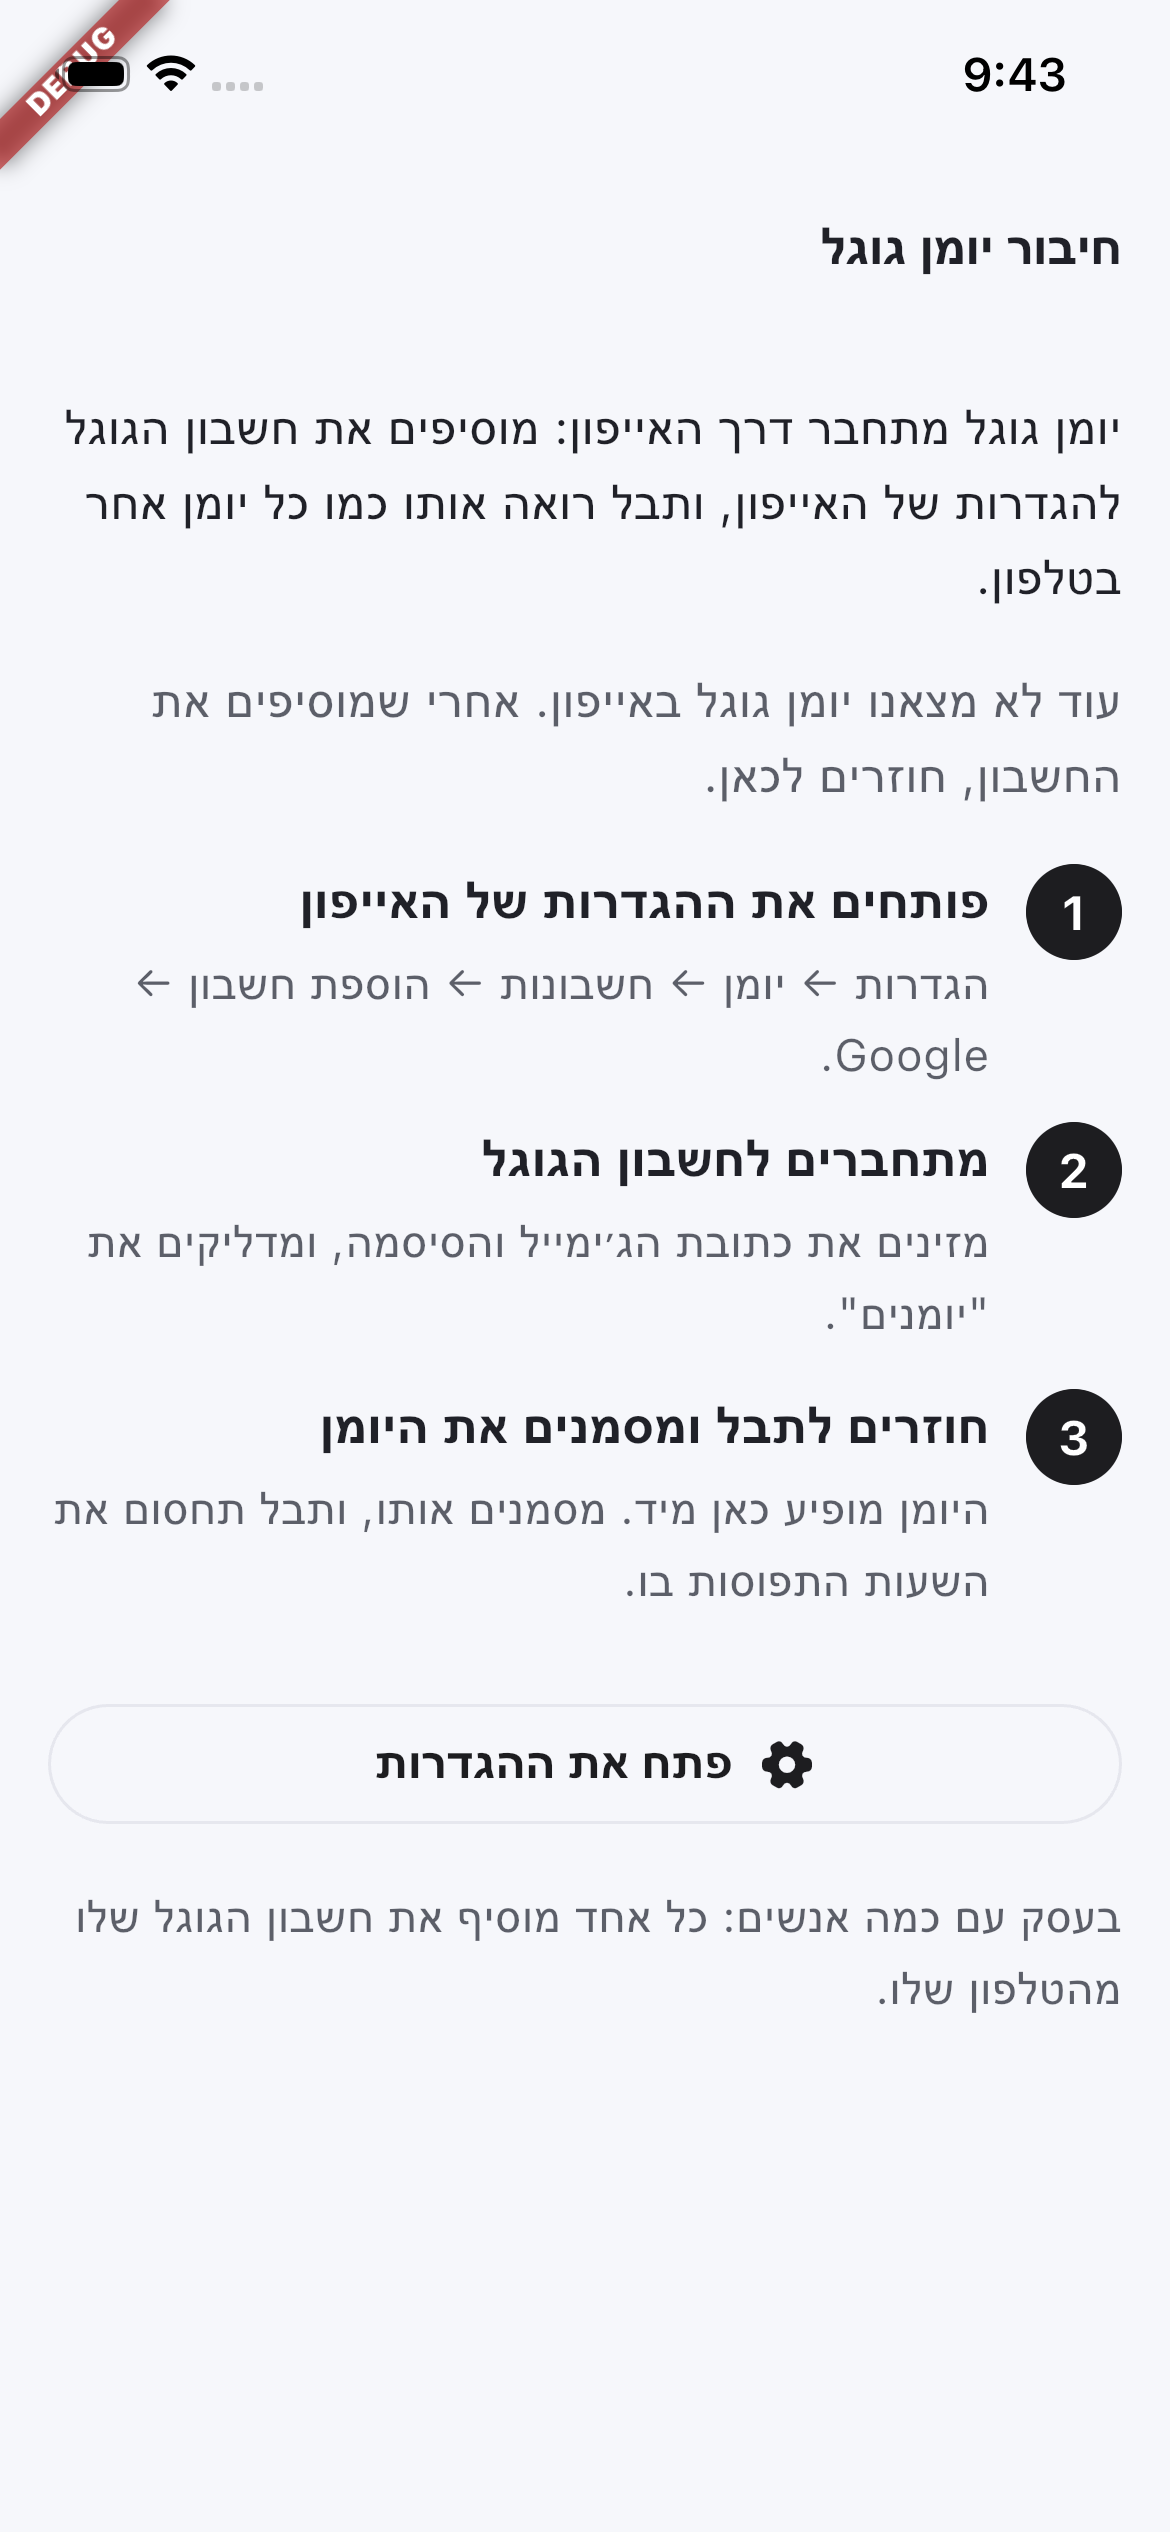 9:43
DEBUG
חיבור יומן גוגל
יומן גוגל מתחבר דרך האייפון: מוסיפים את חשבון הגוגל
להגדרות של האייפון, ותבל רואה אותו כמו כל יומן אחר
בטלפון.
עוד לא מצאנו יומן גוגל באייפון. אחרי שמוסיפים את
החשבון, חוזרים לכאן.
1
פותחים את ההגדרות של האייפון
הגדרות ← יומן ← חשבונות ← הוספת חשבון ←
Google.
2
מתחברים לחשבון הגוגל
מזינים את כתובת הג׳ימייל והסיסמה, ומדליקים את
"יומנים".
3
חוזרים לתבל ומסמנים את היומן
היומן מופיע כאן מיד. מסמנים אותו, ותבל תחסום את
השעות התפוסות בו.
פתח את ההגדרות
בעסק עם כמה אנשים: כל אחד מוסיף את חשבון הגוגל שלו
מהטלפון שלו.